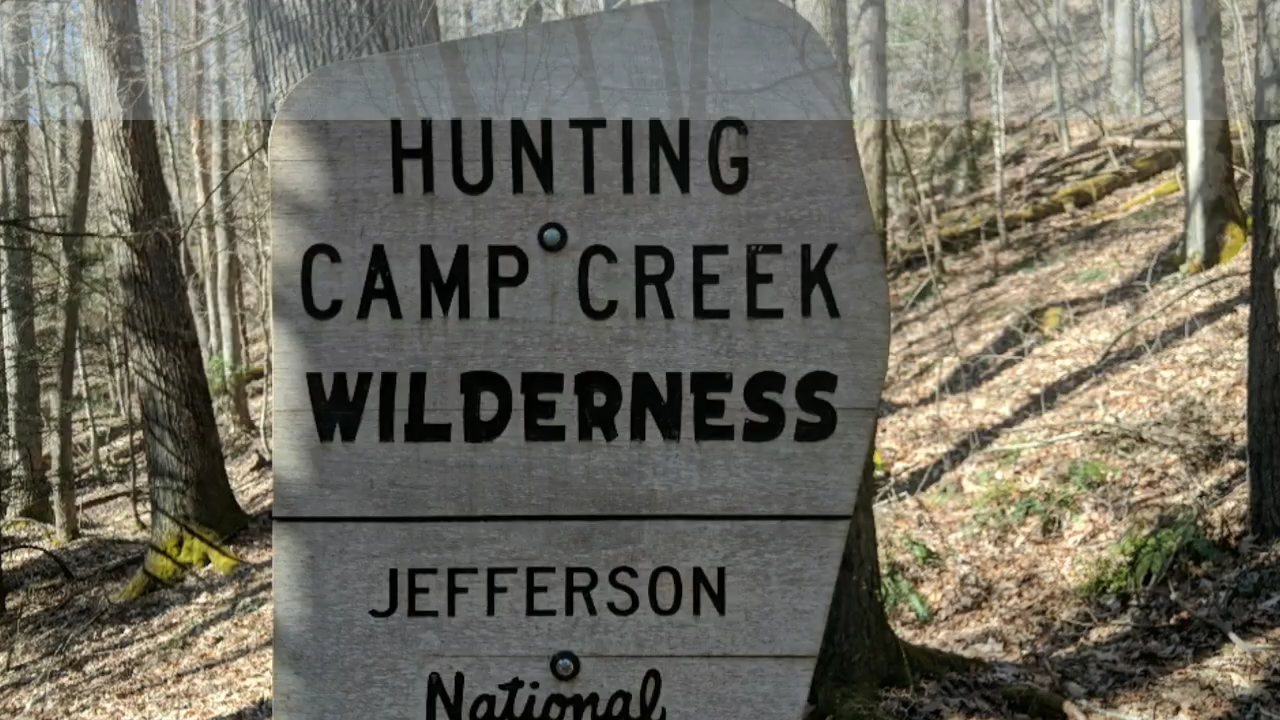 HUNTING
CAMP CREEK
WILDERNESS
JEFFERSON
National